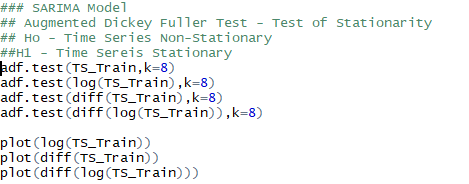 ### SARIMA Model
## Augmented Dickey Fuller Test - Test of Stationarity
## Ho - Time Series Non-Stationary
##H1 - Time Sereis Stationary
adf.test(TS_Train,k=8)
adf.test(log(TS_Train),k=8)
adf.test(diff(TS_Train),k=8)
adf.test(diff(log(TS_Train)),k=8)
plot(log(TS_Train))
plot(diff(TS_Train))
plot(diff(log(TS_Train)))